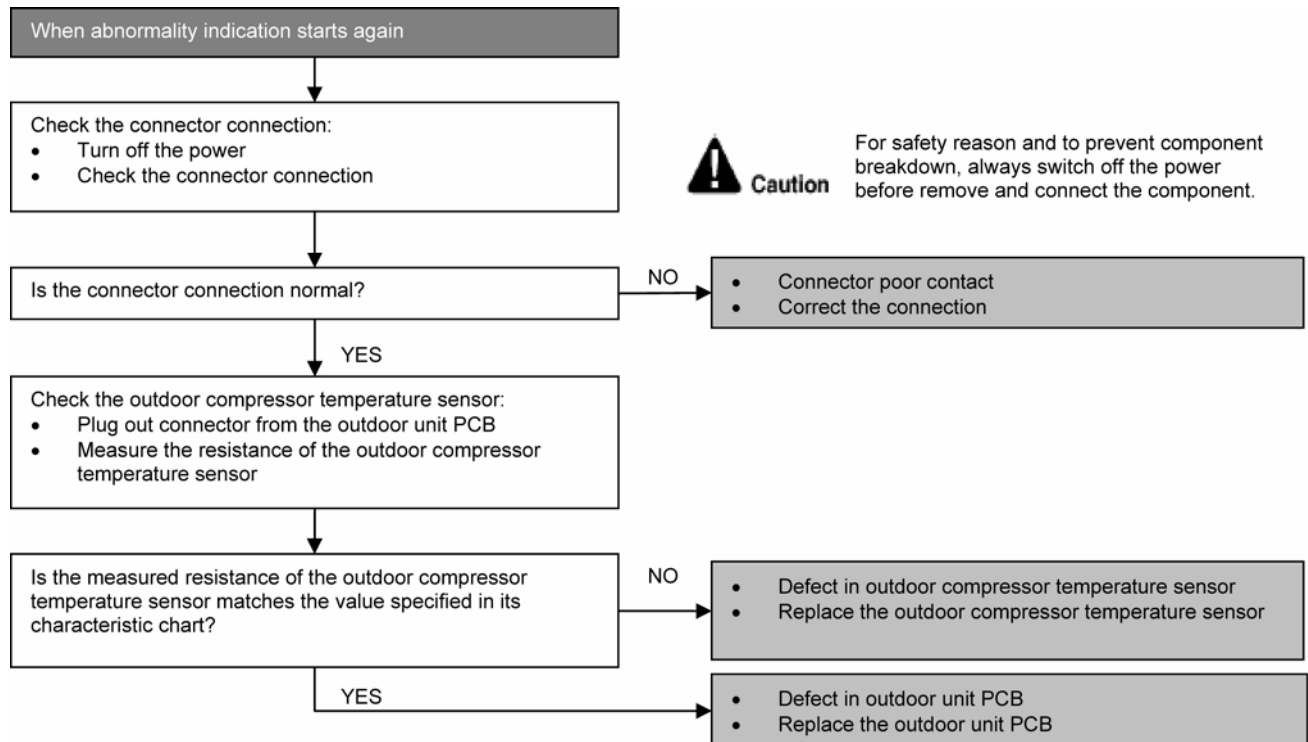 When abnormality indication starts again
Check the connector connection:
• Turn off the power
• Check the connector connection
Caution
For safety reason and to prevent component
breakdown, always switch off the power
before remove and connect the component.
Is the connector connection normal?
NO
• Connector poor contact
• Correct the connection
YES
Check the outdoor compressor temperature sensor:
• Plug out connector from the outdoor unit PCB
• Measure the resistance of the outdoor compressor
temperature sensor
Is the measured resistance of the outdoor compressor
temperature sensor matches the value specified in its
characteristic chart?
NO
• Defect in outdoor compressor temperature sensor
• Replace the outdoor compressor temperature sensor
YES
• Defect in outdoor unit PCB
• Replace the outdoor unit PCB